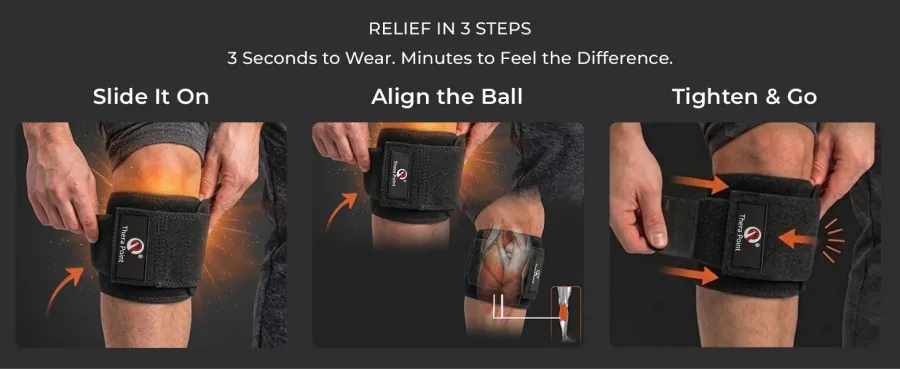 RELIEF IN 3 STEPS
3 Seconds to Wear. Minutes to Feel the Difference.
Slide It On
Align the Ball
Tighten & Go
Thera Point
®
Thera Point
®
Thera Point
®